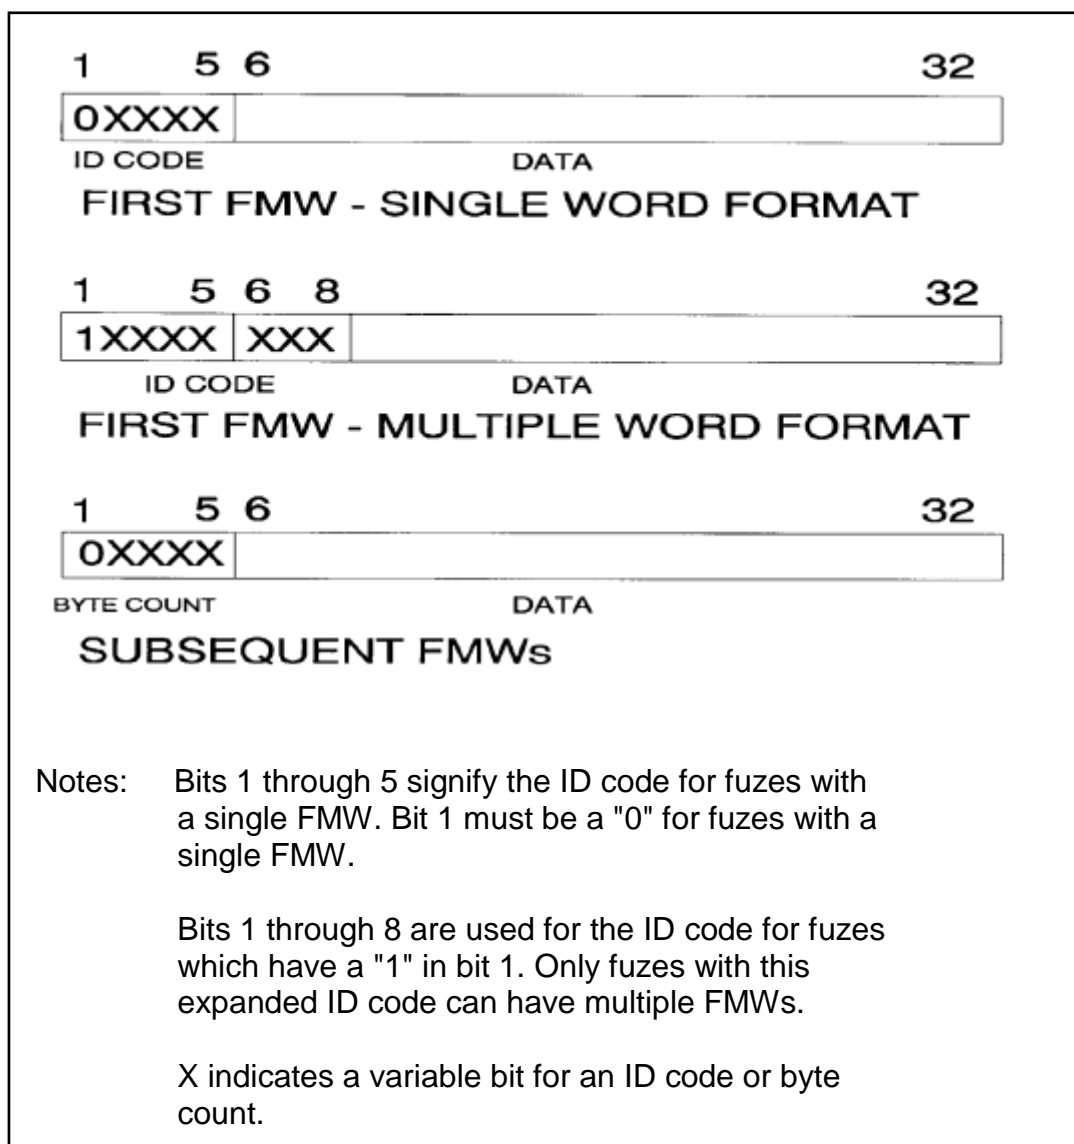 1 5 6 32
0XXXX
ID CODE DATA
FIRST FMW - SINGLE WORD FORMAT
1 5 6 8 32
1XXXX XXX
ID CODE DATA
FIRST FMW - MULTIPLE WORD FORMAT
1 5 6 32
0XXXX
BYTE COUNT DATA
SUBSEQUENT FMWs
Notes: Bits 1 through 5 signify the ID code for fuzes with
a single FMW. Bit 1 must be a "0" for fuzes with a
single FMW.
Bits 1 through 8 are used for the ID code for fuzes
which have a "1" in bit 1. Only fuzes with this
expanded ID code can have multiple FMWs.
X indicates a variable bit for an ID code or byte
count.